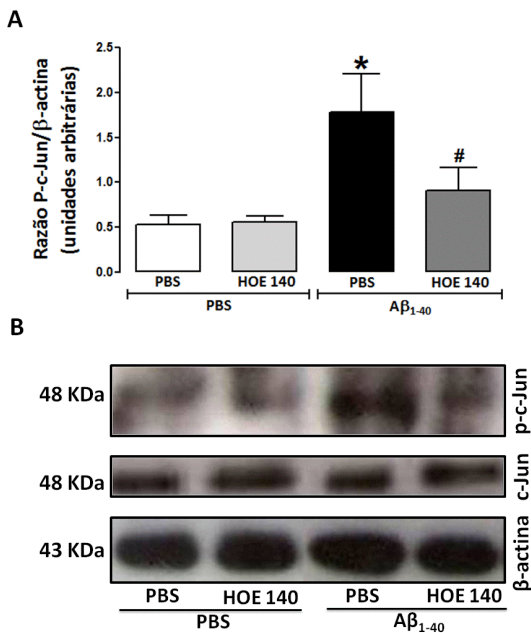 A
Razão P-c-Jun/β-actina
(unidades arbitrárias)
2.5
2.0
1.5
1.0
0.5
0.0
*
#
PBS
HOE 140
PBS
HOE 140
PBS
Aβ1-40
B
48 KDa
p-c-Jun
48 KDa
c-Jun
43 KDa
β-actina
PBS
HOE 140
PBS
HOE 140
PBS
Aβ1-40